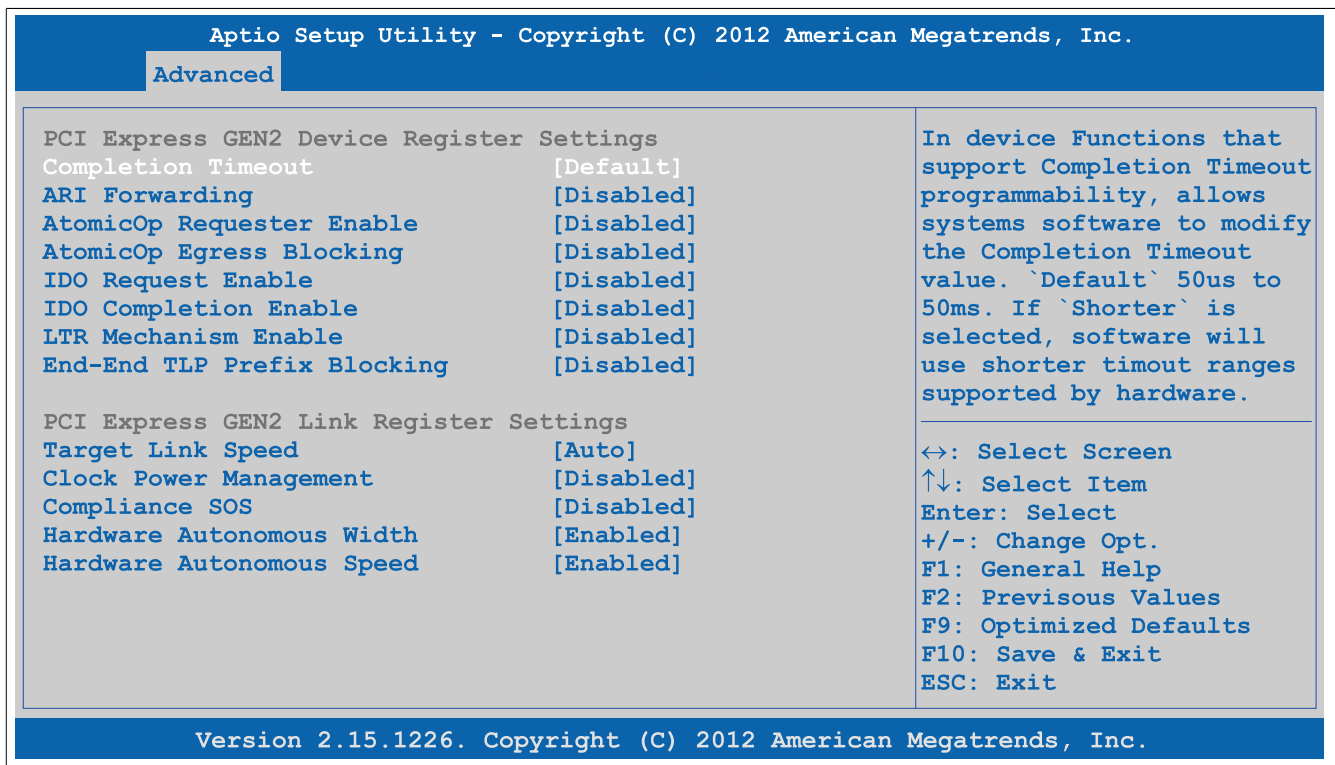 Aptio Setup Utility - Copyright (C) 2012 American Megatrends, Inc.
Advanced
PCI Express GEN2 Device Register Settings
Completion Timeout [Default]
ARI Forwarding [Disabled]
AtomicOp Requester Enable [Disabled]
AtomicOp Egress Blocking [Disabled]
IDO Request Enable [Disabled]
IDO Completion Enable [Disabled]
LTR Mechanism Enable [Disabled]
End-End TLP Prefix Blocking [Disabled]
PCI Express GEN2 Link Register Settings
Target Link Speed [Auto]
Clock Power Management [Disabled]
Compliance SOS [Disabled]
Hardware Autonomous Width [Enabled]
Hardware Autonomous Speed [Enabled]
In device Functions that
support Completion Timeout
programmability, allows
systems software to modify
the Completion Timeout
value. `Default` 50us to
50ms. If `Shorter` is
selected, software will
use shorter timout ranges
supported by hardware.
↔: Select Screen
↑↓: Select Item
Enter: Select
+/-: Change Opt.
F1: General Help
F2: Previsous Values
F9: Optimized Defaults
F10: Save & Exit
ESC: Exit
Version 2.15.1226. Copyright (C) 2012 American Megatrends, Inc.